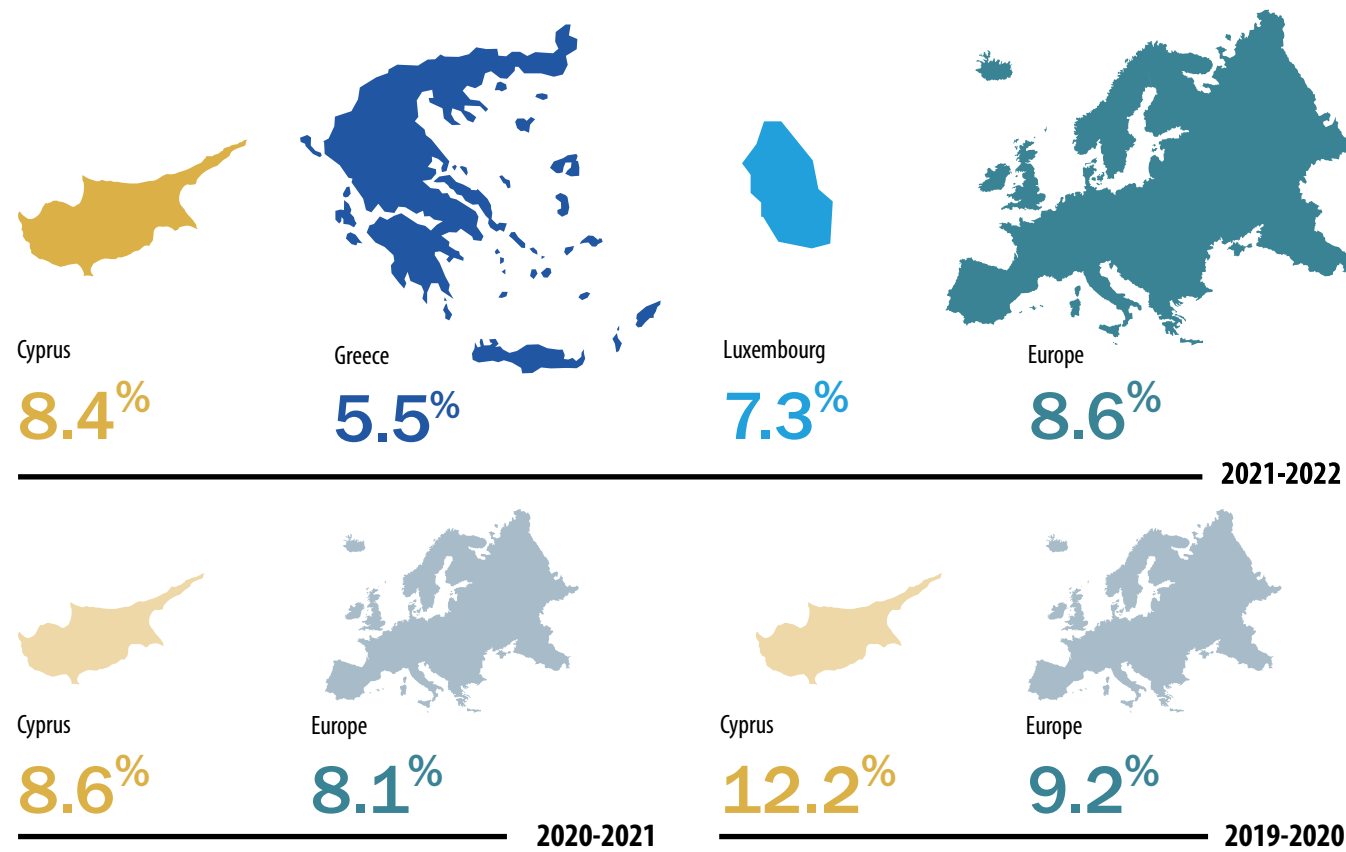 Cyprus
8.4%
Greece
5.5%
Luxembourg
7.3%
Europe
8.6%
2021-2022
Cyprus
8.6%
Europe
8.1%
2020-2021
Cyprus
12.2%
Europe
9.2%
2019-2020